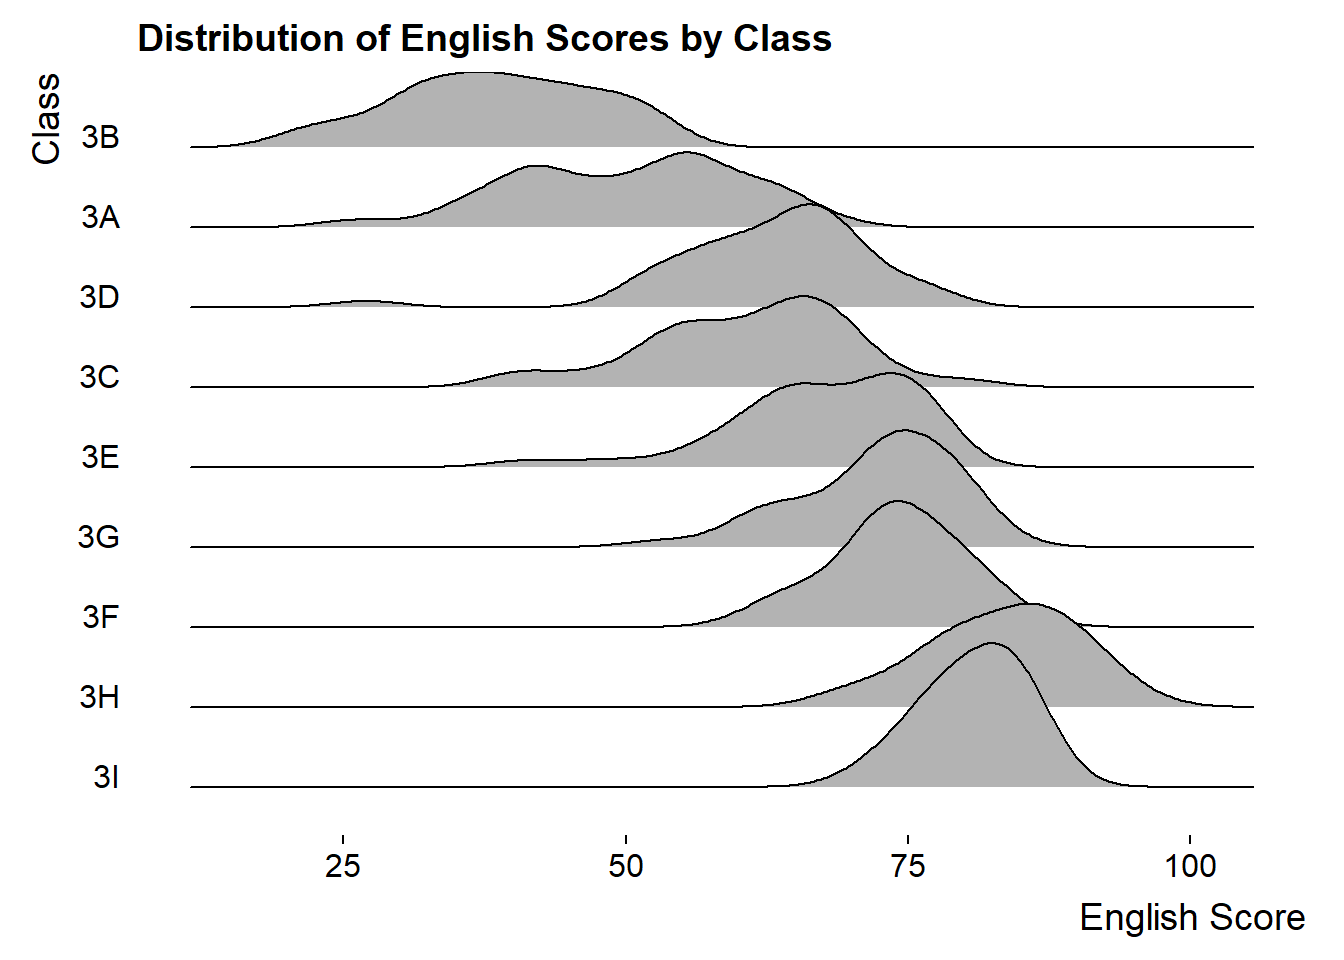 Distribution of English Scores by Class
Class
3B
3A
3D
3C
3E
3G
3F
3H
3I
25 50 75 100
English Score